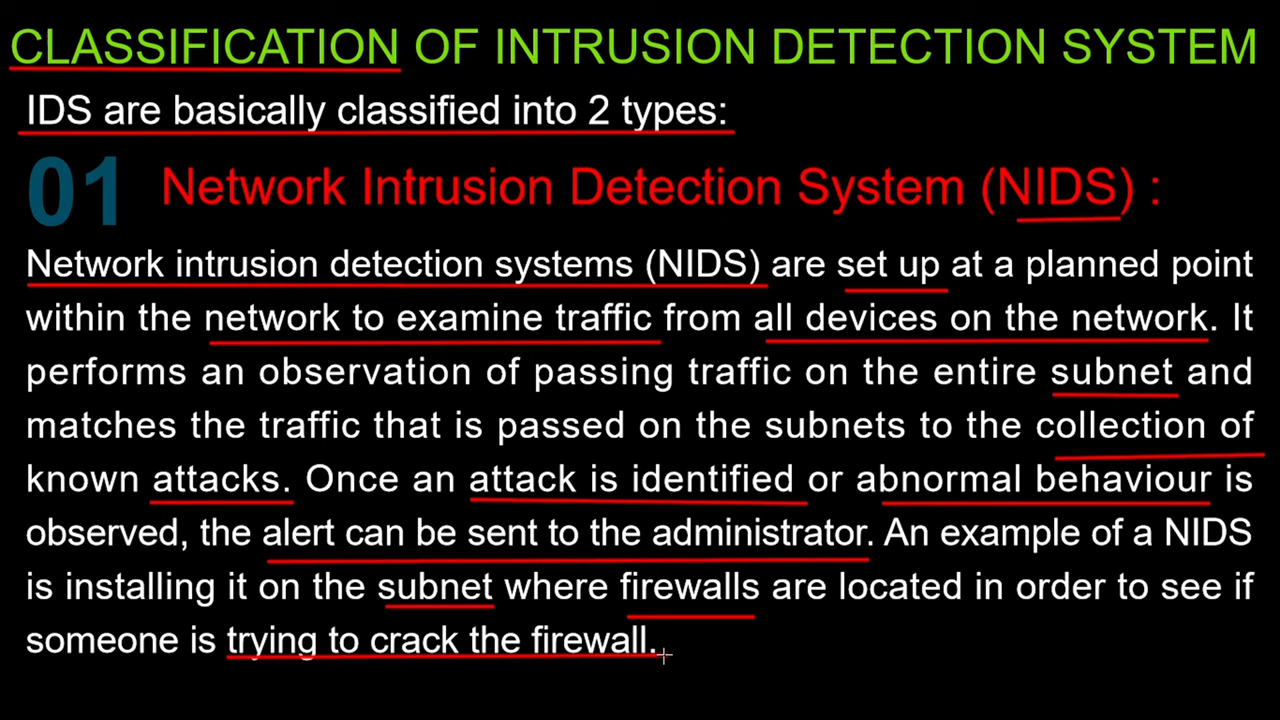 CLASSIFICATION OF INTRUSION DETECTION SYSTEM
IDS are basically classified into 2 types:
01 Network Intrusion Detection System (NIDS) :
Network intrusion detection systems (NIDS) are set up at a planned point
within the network to examine traffic from all devices on the network. It
performs an observation of passing traffic on the entire subnet and
matches the traffic that is passed on the subnets to the collection of
known attacks. Once an attack is identified or abnormal behaviour is
observed, the alert can be sent to the administrator. An example of a NIDS
is installing it on the subnet where firewalls are located in order to see if
someone is trying to crack the firewall.